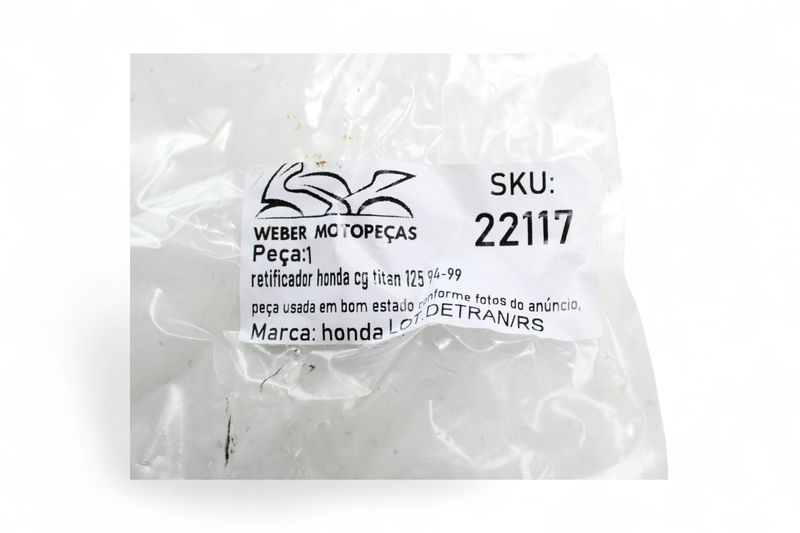 WEBER MOTOPEÇAS
SKU:
22117
Peça:1
retificador honda cg titan 125 94-99
peça usada em bom estado conforme fotos do anúncio,
Marca: honda LOT. DETRAN/RS